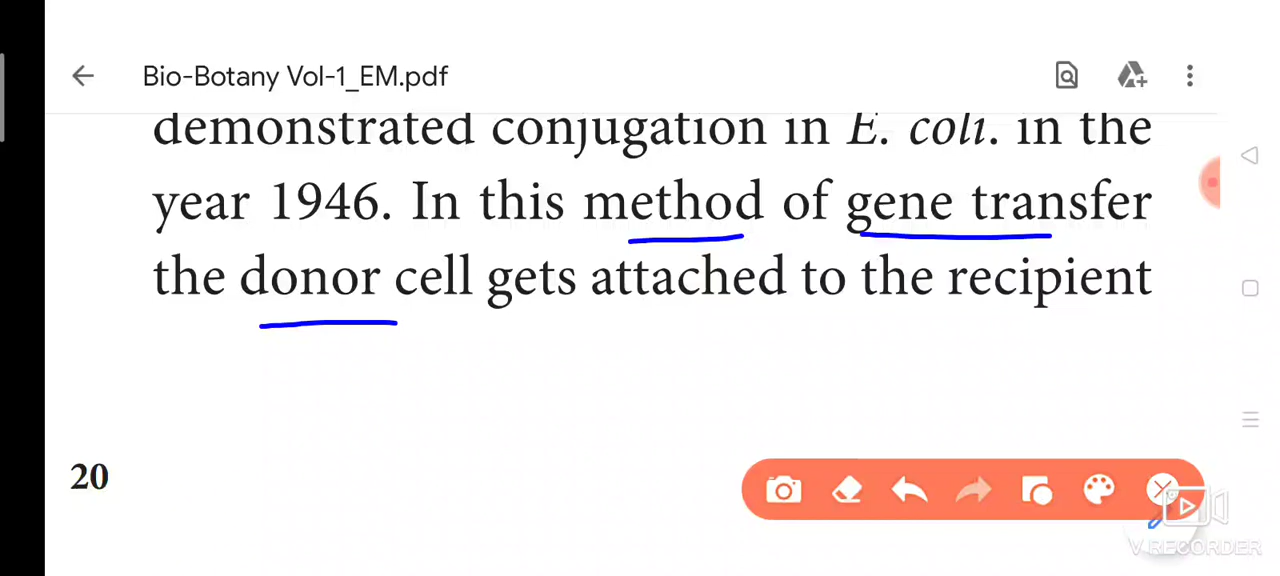 Bio-Botany Vol-1_EM.pdf
demonstrated conjugation in E. coli. in the
year 1946. In this method of gene transfer
the donor cell gets attached to the recipient
20
V RECORDER